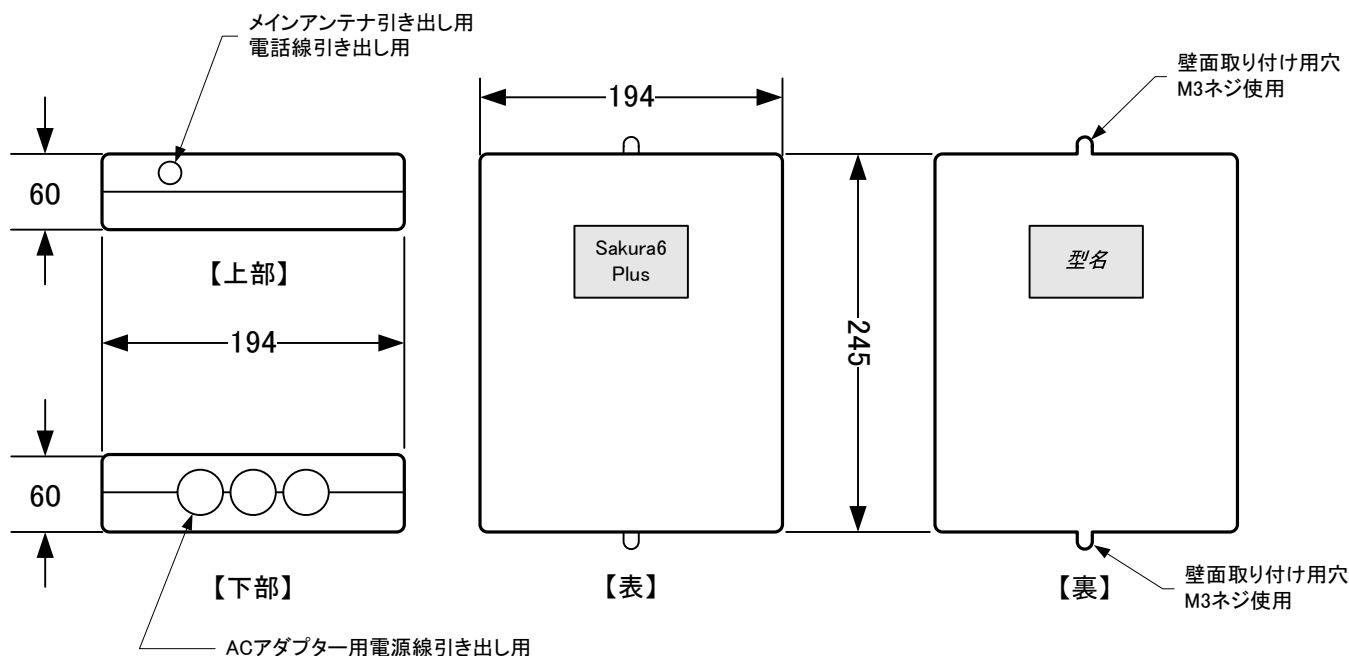 メインアンテナ引き出し用
電話線引き出し用
60
【上部】
194
60
【下部】
ACアダプター用電源線引き出し用
194
Sakura6
Plus
245
【表】
壁面取り付け用穴
M3ネジ使用
型名
【裏】
壁面取り付け用穴
M3ネジ使用